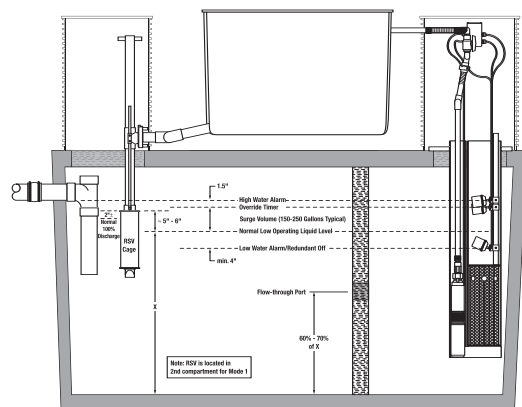 1.5"
High Water Alarm
Override Timer
2"±
Normal
100%
Discharge
~ 5" - 6"
Surge Volume (150-250 Gallons Typical)
RSV
Cage
Normal Low Operating Liquid Level
Low Water Alarm/Redundant Off
min. 4"
Flow-through Port
X
60% - 70%
of X
Note: RSV is located in
2nd compartment for Mode 1